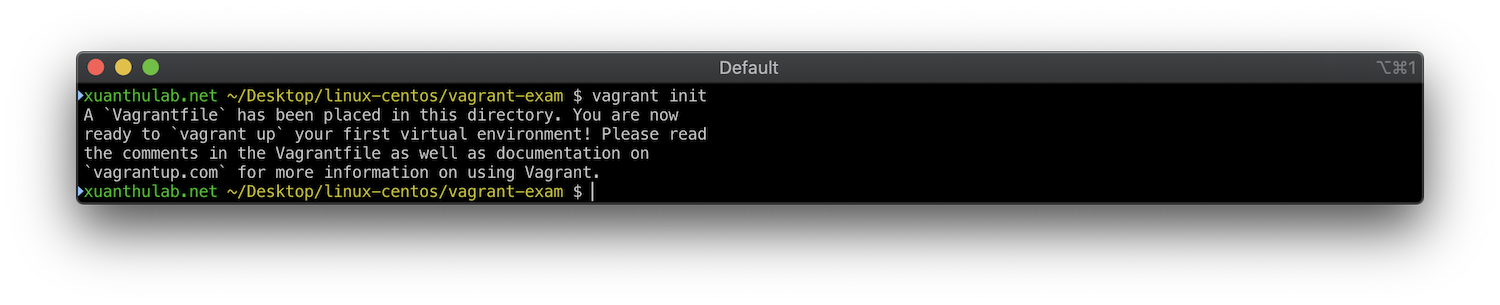 Default
⌥⌘1
xuanthulab.net ~/Desktop/linux-centos/vagrant-exam $ vagrant init
A `Vagrantfile` has been placed in this directory. You are now
ready to `vagrant up` your first virtual environment! Please read
the comments in the Vagrantfile as well as documentation on
`vagrantup.com` for more information on using Vagrant.
xuanthulab.net ~/Desktop/linux-centos/vagrant-exam $